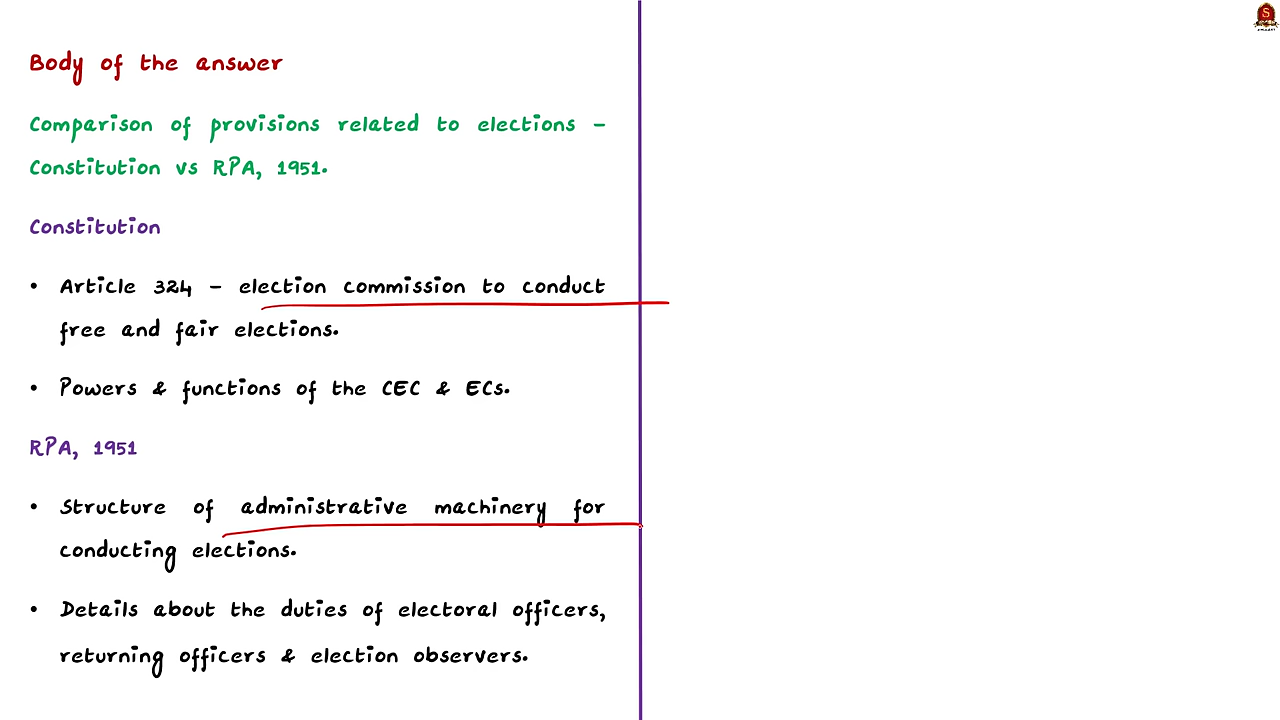 Body of the answer
Comparison of provisions related to elections –
Constitution vs RPA, 1951.
Constitution
• Article 324 – election commission to conduct
free and fair elections.
• Powers & functions of the CEC & ECs.
RPA, 1951
• Structure of administrative machinery for
conducting elections.
• Details about the duties of electoral officers,
returning officers & election observers.